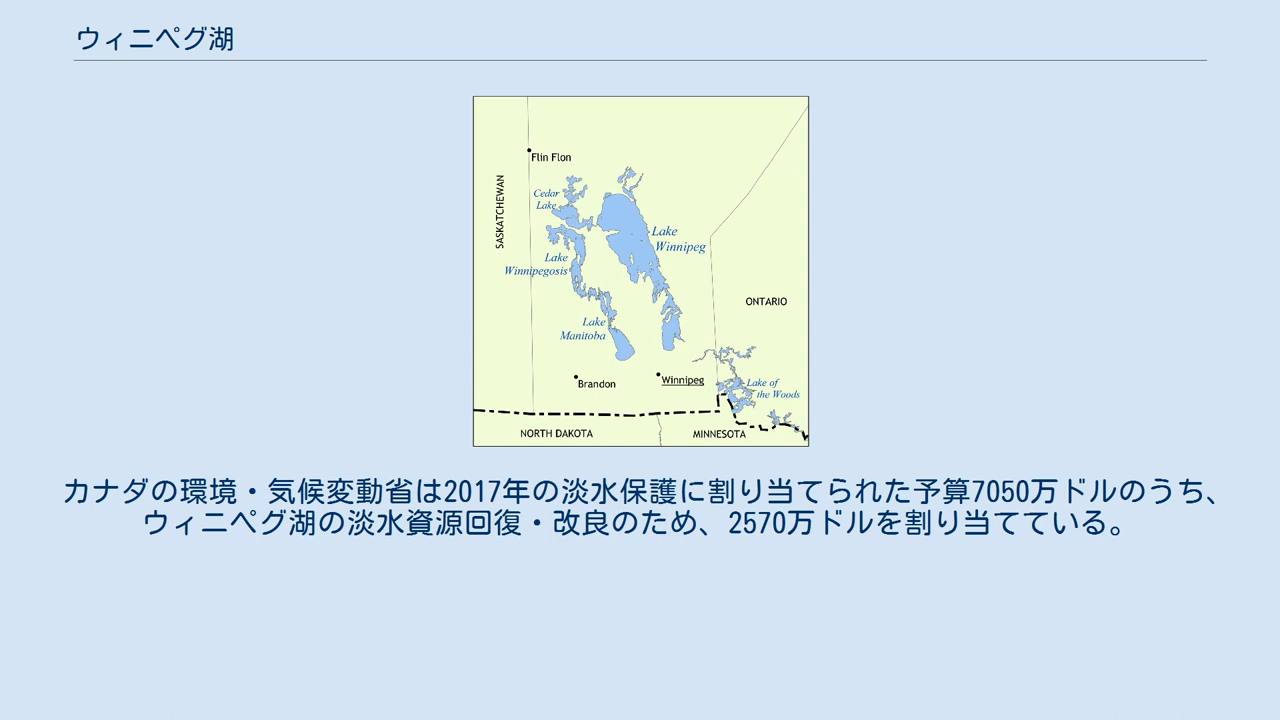 ウィニペグ湖
Flin Flon
SASKATCHEWAN
Cedar
Lake
Lake
Winnipeg
Lake
Winnipegosis
ONTARIO
Lake
Manitoba
Brandon
Winnipeg
Lake of
the Woods
NORTH DAKOTA
MINNESOTA
カナダの環境・気候変動省は2017年の淡水保護に割り当てられた予算7050万ドルのうち、
ウィニペグ湖の淡水資源回復・改良のため、2570万ドルを割り当てている。